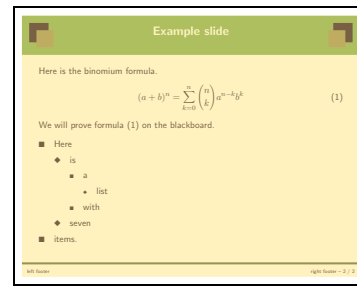 Example slide
Here is the binomium formula.
(a + b)^n = \sum_{k=0}^{n} \binom{n}{k} a^{n−k} b^k (1)
We will prove formula (1) on the blackboard.
■ Here
◆ is
■ a
◆ list
■ with
◆ seven
■ items.
left footer right footer – 2 / 2